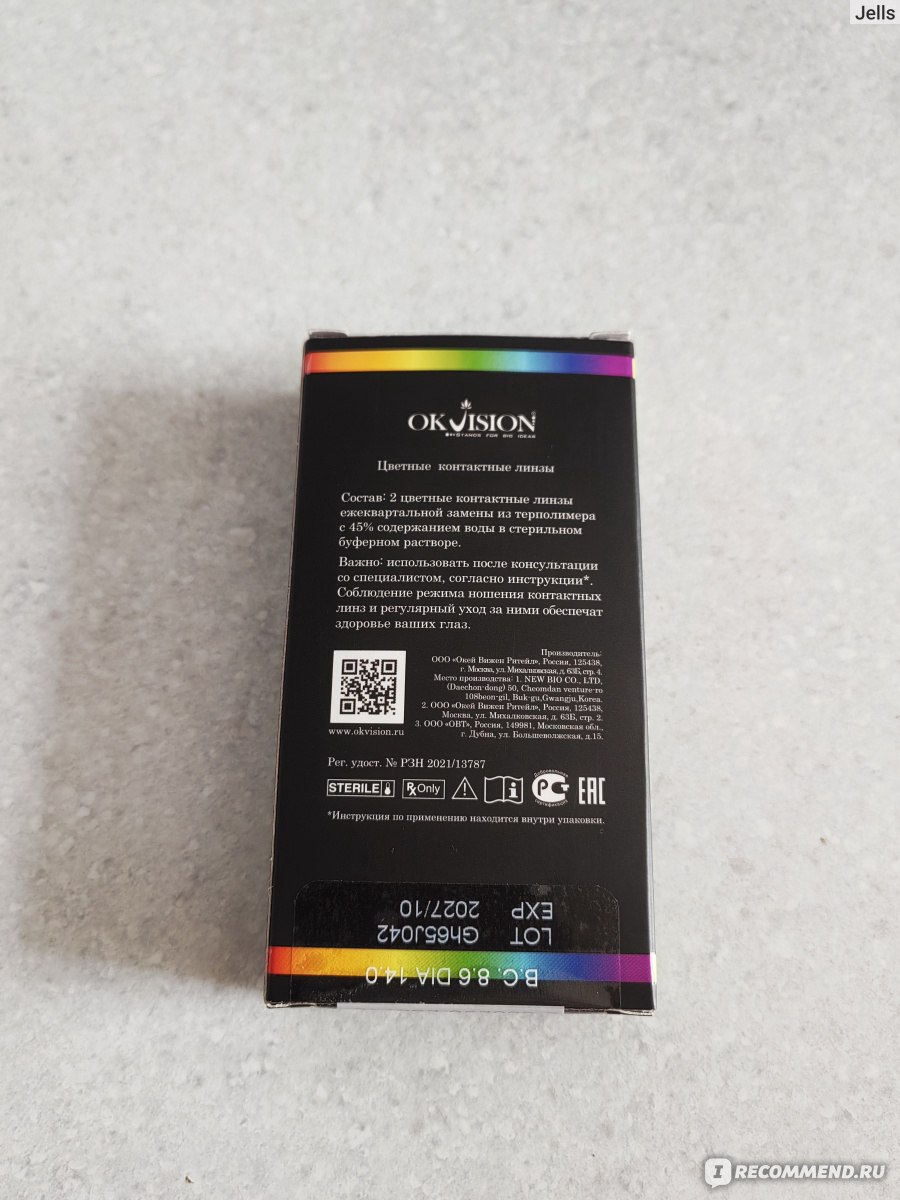 Jells
OKVISION
STANDS FOR BIO IDEAS
Цветные контактные линзы
Состав: 2 цветные контактные линзы
ежеквартальной замены из терполимера
с 45% содержанием воды в стерильном
буферном растворе.
Важно: использовать после консультации
со специалистом, согласно инструкции*.
Соблюдение режима ношения контактных
линз и регулярный уход за ними обеспечат
здоровье ваших глаз.
Производитель:
ООО «Окей Вижен Ритейл», Россия, 125438,
г. Москва, ул. Михалковская, д. 63Б, стр. 4.
Место производства: 1. NEW BIO CO., LTD,
(Daechon-dong) 50, Cheomdan venture-ro
108beon-gil, Buk-gu, Gwangju, Korea.
2. ООО «Окей Вижен Ритейл», Россия, 125438,
Москва, ул. Михалковская, д. 63Б, стр. 2.
3. ООО «ОВТ», Россия, 149981, Московская обл.,
г. Дубна, ул. Большеволжская, д.15.
www.okvision.ru
Рег. удост. № РЗН 2021/13787
STERILE
Rx Only
Добровольная
сертификация
ЕАС
*Инструкция по применению находится внутри упаковки.
B.C. 8.6 DIA 14.0
LOT Gh65J042
EXP 2027/10
IRECOMMEND.RU